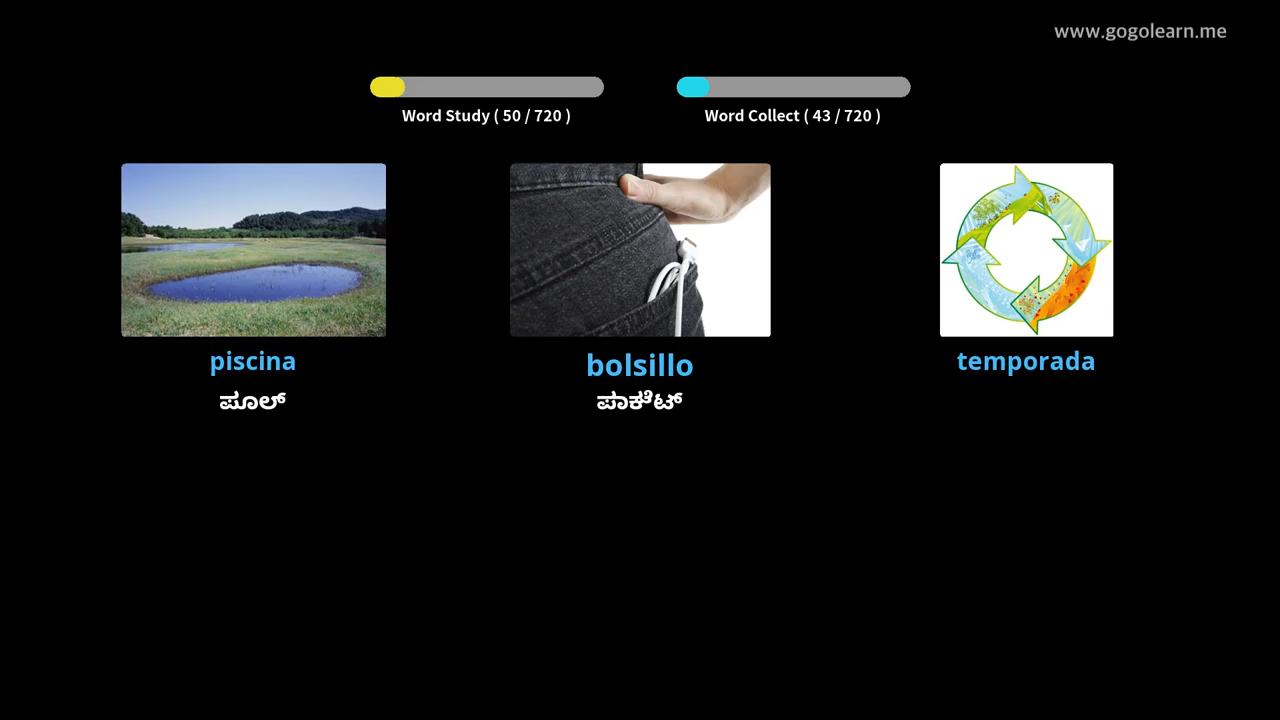 www.gogolearn.me
Word Study ( 50 / 720 )
Word Collect ( 43 / 720 )
piscina
bolsillo
temporada
ಪೂಲ್
ಪಾಕೆಟ್